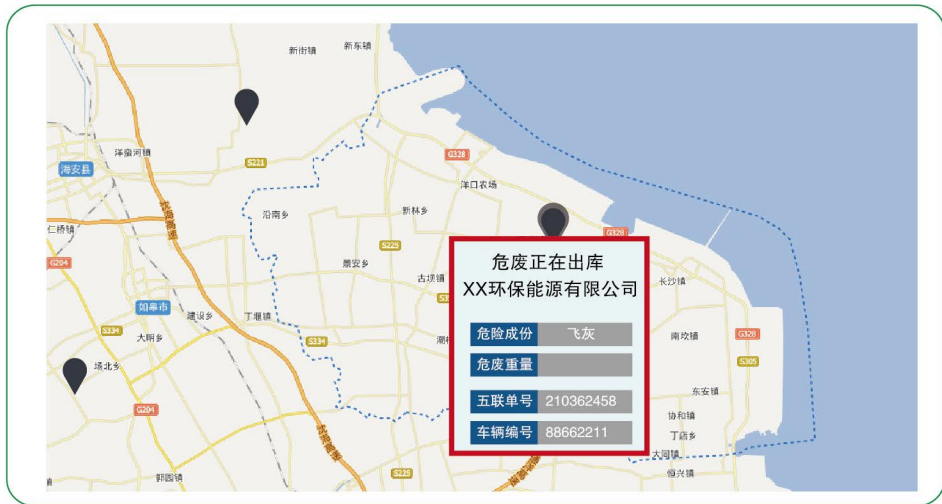 新街镇
新东镇
洋蛮河镇
S221
G328
海安县
洋口农场
沿南乡
新林乡
仁桥镇
G328
S225
G204
景安乡
古坝镇
长沙镇
如皋市
建设乡
丁堰镇
S334
大明乡
S334
南坎镇
G328
场北乡
S305
G204
东安镇
协和镇
丁店乡
大同镇
S225
郭园镇
恒兴镇
危废正在出库
XX环保能源有限公司
危险成份 飞灰
危废重量
五联单号 210362458
车辆编号 88662211